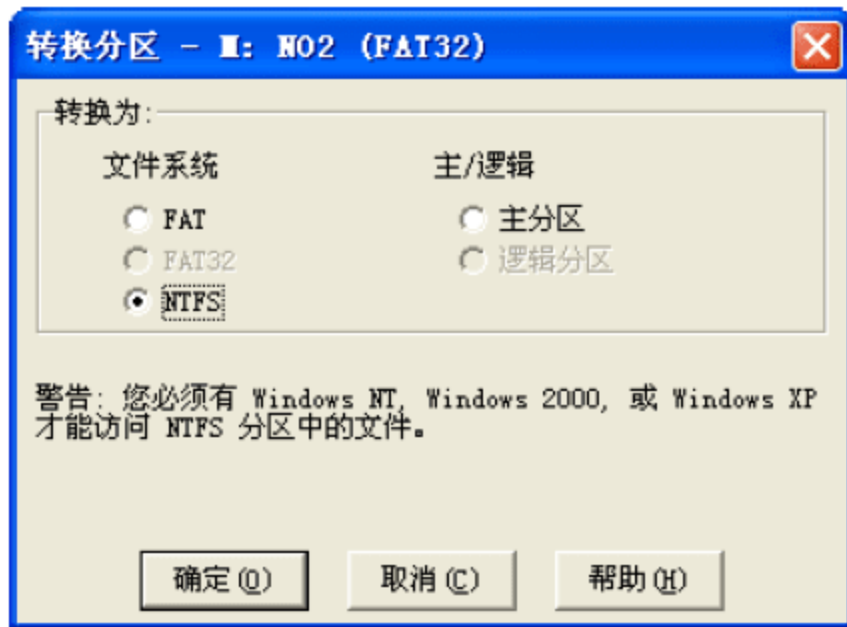 转换分区 - M: NO2 (FAT32)
转换为:
文件系统 主/逻辑
FAT 主分区
FAT32 逻辑分区
NTFS
警告: 您必须有 Windows NT, Windows 2000, 或 Windows XP
才能访问 NTFS 分区中的文件。
确定(O) 取消(C) 帮助(H)